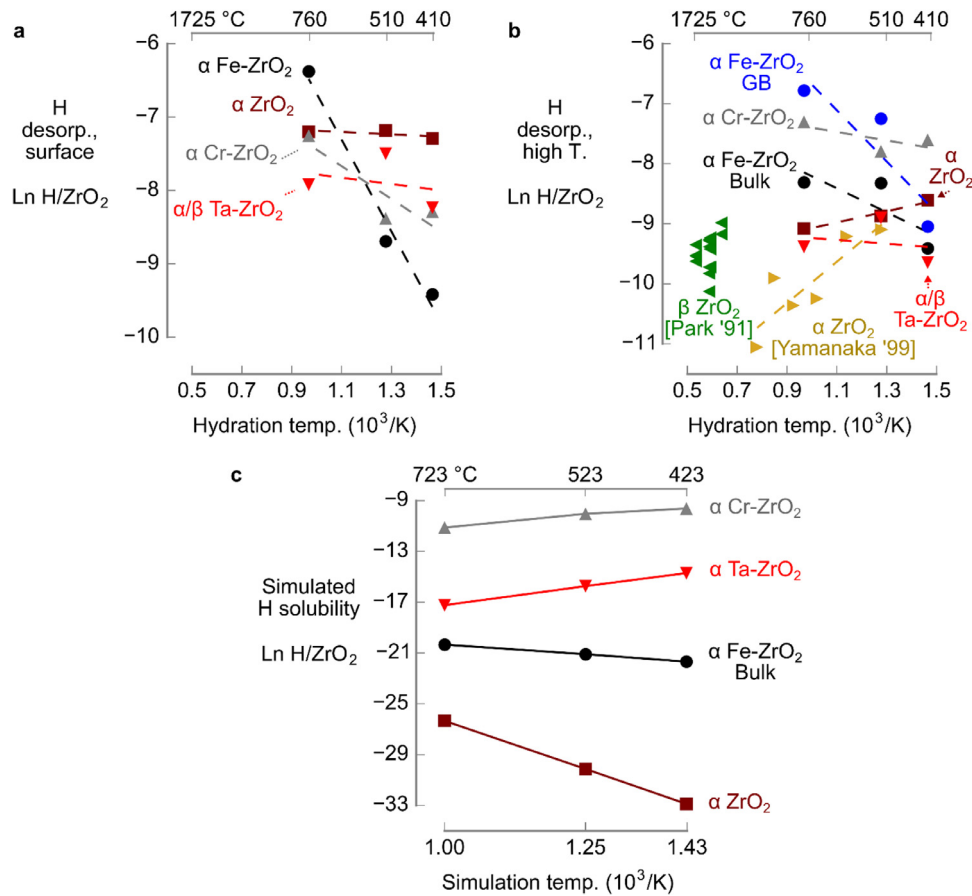 a
1725 °C 760 510 410
−6
−7
−8
−9
−10
H
desorp.,
surface
Ln H/ZrO₂
α Fe-ZrO₂
α ZrO₂
α Cr-ZrO₂
α/β Ta-ZrO₂
0.5 0.7 0.9 1.1 1.3 1.5
Hydration temp. (10³/K)
b
1725 °C 760 510 410
−6
−7
−8
−9
−10
−11
H
desorp.,
high T.
Ln H/ZrO₂
α Fe-ZrO₂
GB
α Cr-ZrO₂
α Fe-ZrO₂
Bulk
α
ZrO₂
β ZrO₂
[Park '91]
α ZrO₂
[Yamanaka '99]
α/β
Ta-ZrO₂
0.5 0.7 0.9 1.1 1.3 1.5
Hydration temp. (10³/K)
c
723 °C 523 423
−9
−13
−17
−21
−25
−29
−33
Simulated
H solubility
Ln H/ZrO₂
α Cr-ZrO₂
α Ta-ZrO₂
α Fe-ZrO₂
Bulk
α ZrO₂
1.00 1.25 1.43
Simulation temp. (10³/K)